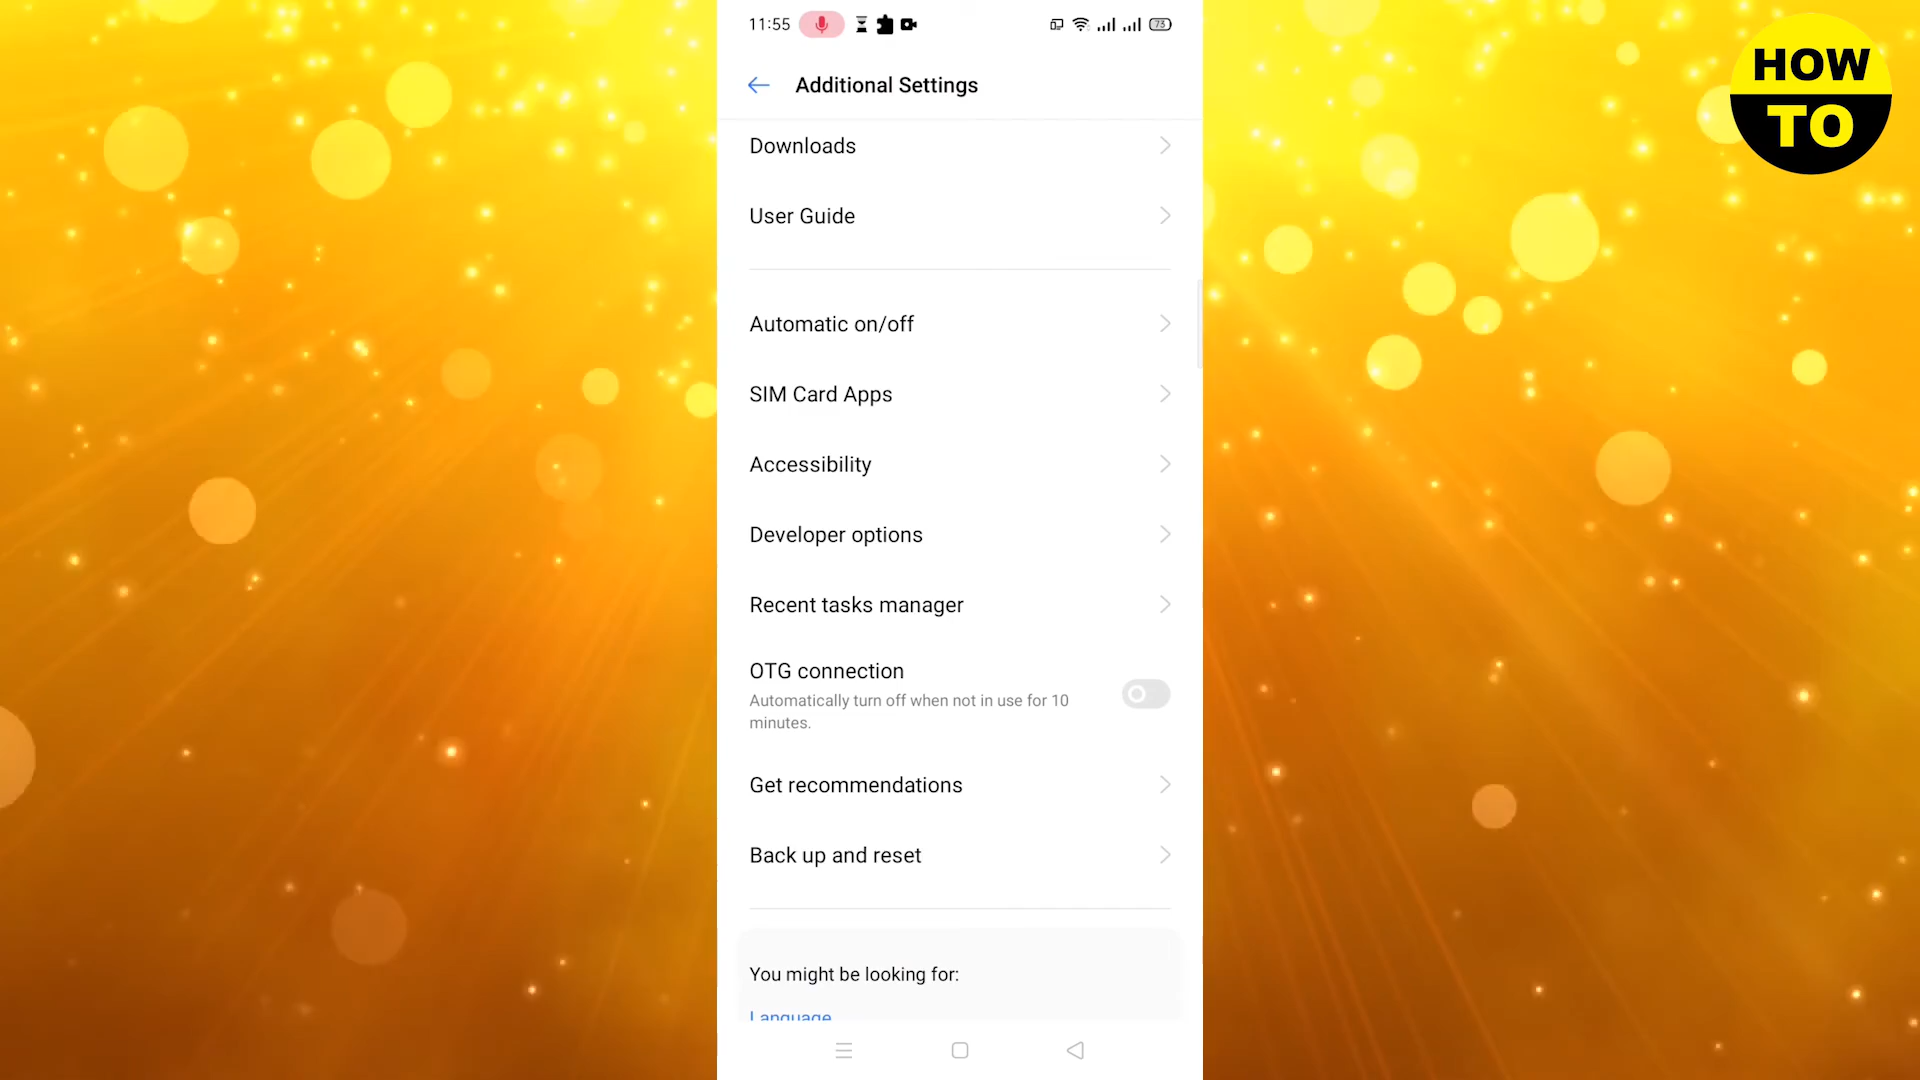 11:55
73
HOW
TO
Additional Settings
Downloads
User Guide
Automatic on/off
SIM Card Apps
Accessibility
Developer options
Recent tasks manager
OTG connection
Automatically turn off when not in use for 10
minutes.
Get recommendations
Back up and reset
You might be looking for:
Language